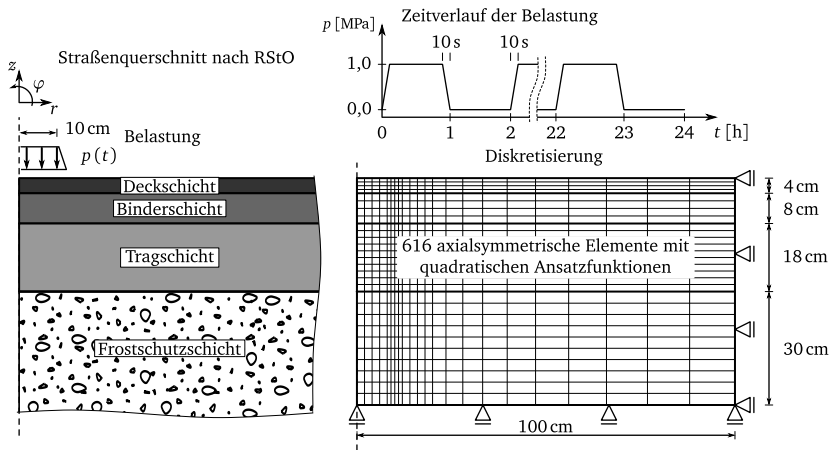 Zeitverlauf der Belastung
p [MPa]
10 s 10 s
1,0
0,0
0 1 2 22 23 24 t [h]
Straßenquerschnitt nach RStO
z
φ
r
10 cm
Belastung
p(t)
Deckschicht
Binderschicht
Tragschicht
Frostschutzschicht
Diskretisierung
616 axialsymmetrische Elemente mit
quadratischen Ansatzfunktionen
4 cm
8 cm
18 cm
30 cm
100 cm